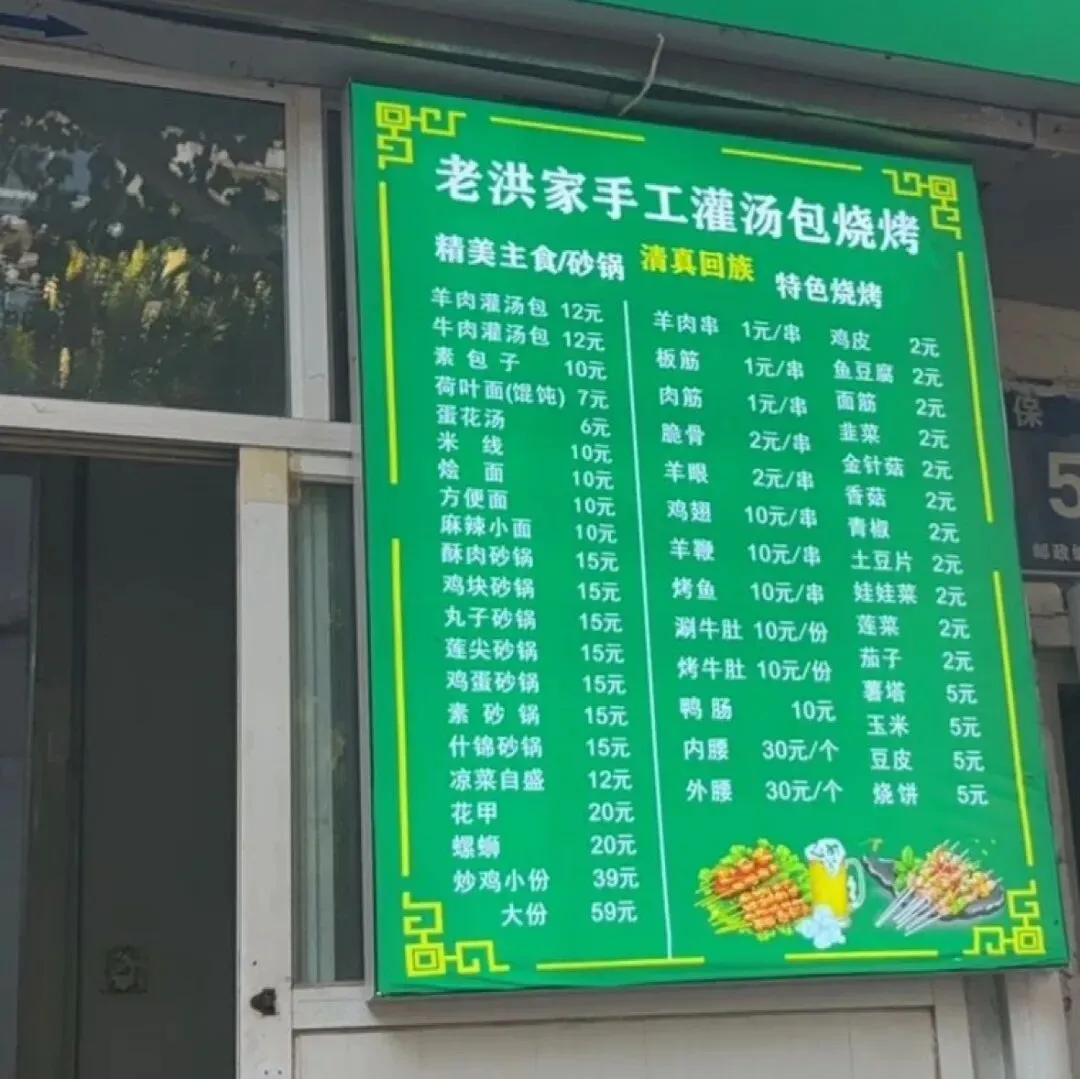 老洪家手工灌汤包烧烤
精美主食/砂锅 清真回族 特色烧烤
羊肉灌汤包 12元
牛肉灌汤包 12元
素包子 10元
荷叶面(馄饨) 7元
蛋花汤 6元
米线 10元
烩面 10元
方便面 10元
麻辣小面 10元
酥肉砂锅 15元
鸡块砂锅 15元
丸子砂锅 15元
莲尖砂锅 15元
鸡蛋砂锅 15元
素砂锅 15元
什锦砂锅 15元
凉菜自盛 12元
花甲 20元
螺蛳 20元
炒鸡小份 39元
大份 59元
羊肉串 1元/串
板筋 1元/串
肉筋 1元/串
脆骨 2元/串
羊眼 2元/串
鸡翅 10元/串
羊鞭 10元/串
烤鱼 10元/串
涮牛肚 10元/份
烤牛肚 10元/份
鸭肠 10元
内腰 30元/个
外腰 30元/个
鸡皮 2元
鱼豆腐 2元
面筋 2元
韭菜 2元
金针菇 2元
香菇 2元
青椒 2元
土豆片 2元
娃娃菜 2元
莲菜 2元
茄子 2元
薯塔 5元
玉米 5元
豆皮 5元
烧饼 5元
保
5
邮政